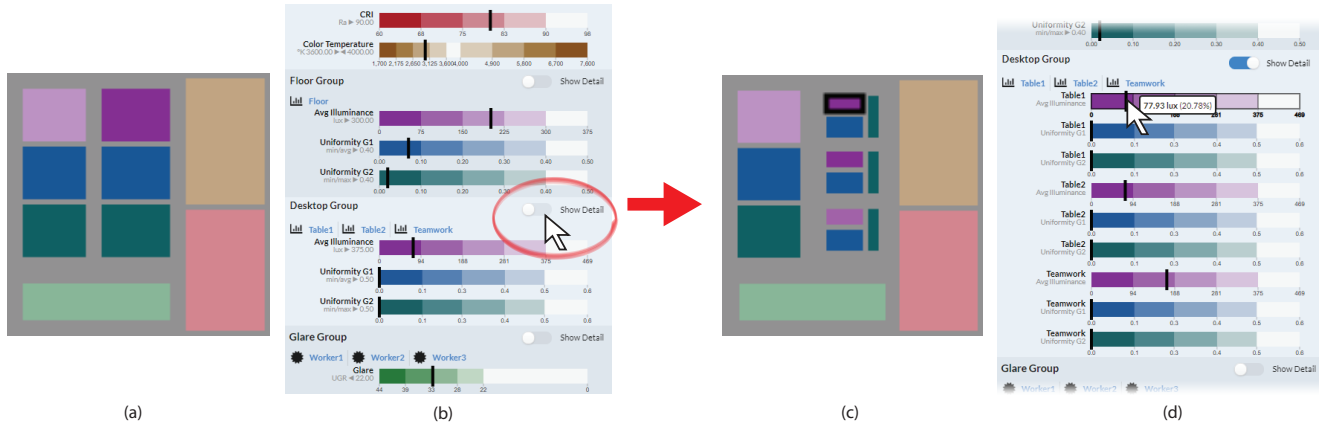 CRI
Ra ► 90.00
60 68 75 83 90 98
Color Temperature
°K 3600.00 ►◄ 4000.00
1,700 2,175 2,650 3,125 3,600 4,000 4,900 5,800 6,700 7,600
Floor Group Show Detail
Floor
Avg Illuminance
lux ► 300.00
0 75 150 225 300 375
Uniformity G1
min/avg ► 0.40
0.00 0.10 0.20 0.30 0.40 0.50
Uniformity G2
min/max ► 0.40
0.00 0.10 0.20 0.30 0.40 0.50
Desktop Group Show Detail
Table1 Table2 Teamwork
Avg Illuminance
lux ► 375.00
0 94 188 281 375 469
Uniformity G1
min/avg ► 0.50
0.0 0.1 0.2 0.4 0.5 0.6
Uniformity G2
min/max ► 0.50
0.0 0.1 0.2 0.4 0.5 0.6
Glare Group Show Detail
Worker1 Worker2 Worker3
Glare
UGR ◄ 22.00
44 39 33 28 22 0
Uniformity G2
min/max ► 0.40
0.00 0.10 0.20 0.30 0.40 0.50
Desktop Group Show Detail
Table1 Table2 Teamwork
Table1
Avg Illuminance
77.93 lux (20.78%)
0 188 281 375 469
Table1
Uniformity G1
0.0 0.1 0.3 0.4 0.5 0.6
Table1
Uniformity G2
0.0 0.1 0.2 0.4 0.5 0.6
Table2
Avg Illuminance
0 94 188 281 375 469
Table2
Uniformity G1
0.0 0.1 0.3 0.4 0.5 0.6
Table2
Uniformity G2
0.0 0.1 0.2 0.4 0.5 0.6
Teamwork
Avg Illuminance
0 94 188 281 375 469
Teamwork
Uniformity G1
0.0 0.1 0.3 0.4 0.5 0.6
Teamwork
Uniformity G2
0.0 0.1 0.2 0.4 0.5 0.6
Glare Group Show Detail
Worker1 Worker2 Worker3
(a) (b) (c) (d)